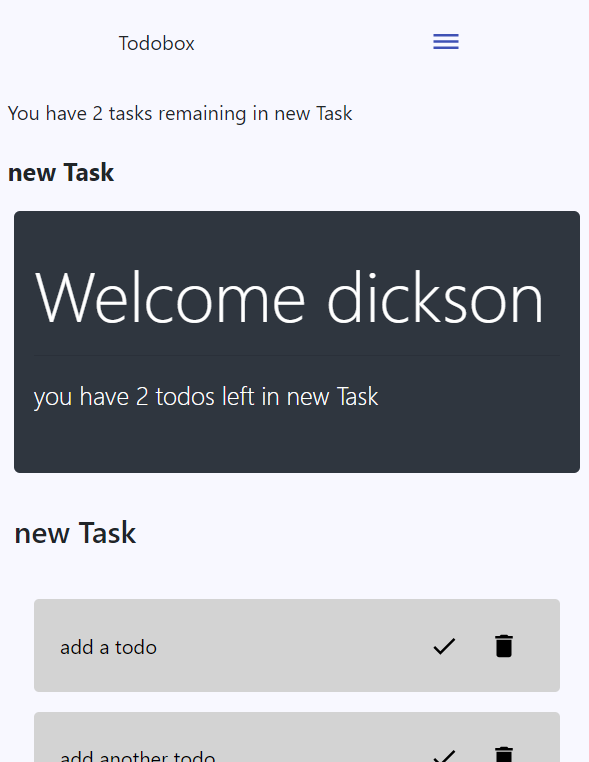 Todobox
You have 2 tasks remaining in new Task
new Task
Welcome dickson
you have 2 todos left in new Task
new Task
add a todo
add another todo